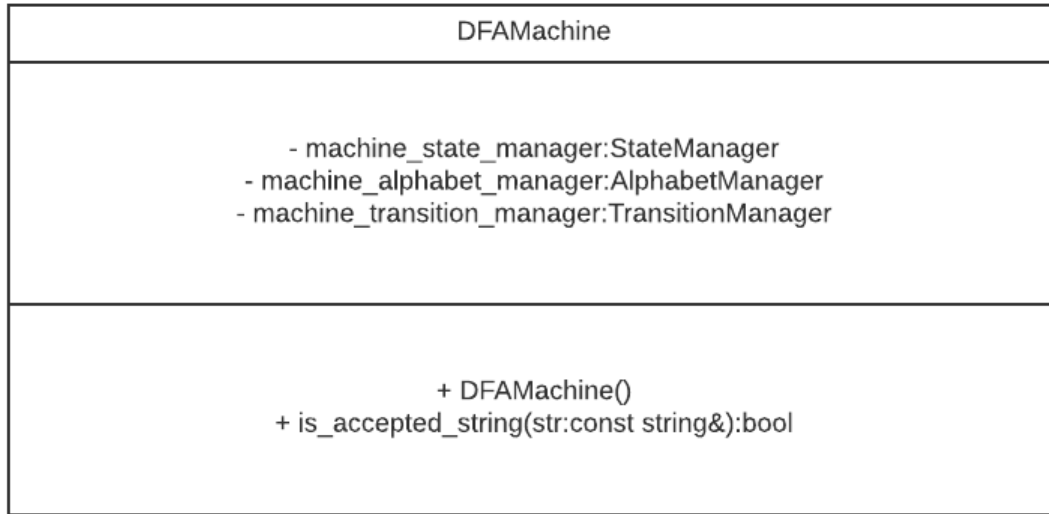 DFAMachine
- machine_state_manager:StateManager
- machine_alphabet_manager:AlphabetManager
- machine_transition_manager:TransitionManager
+ DFAMachine()
+ is_accepted_string(str:const string&):bool